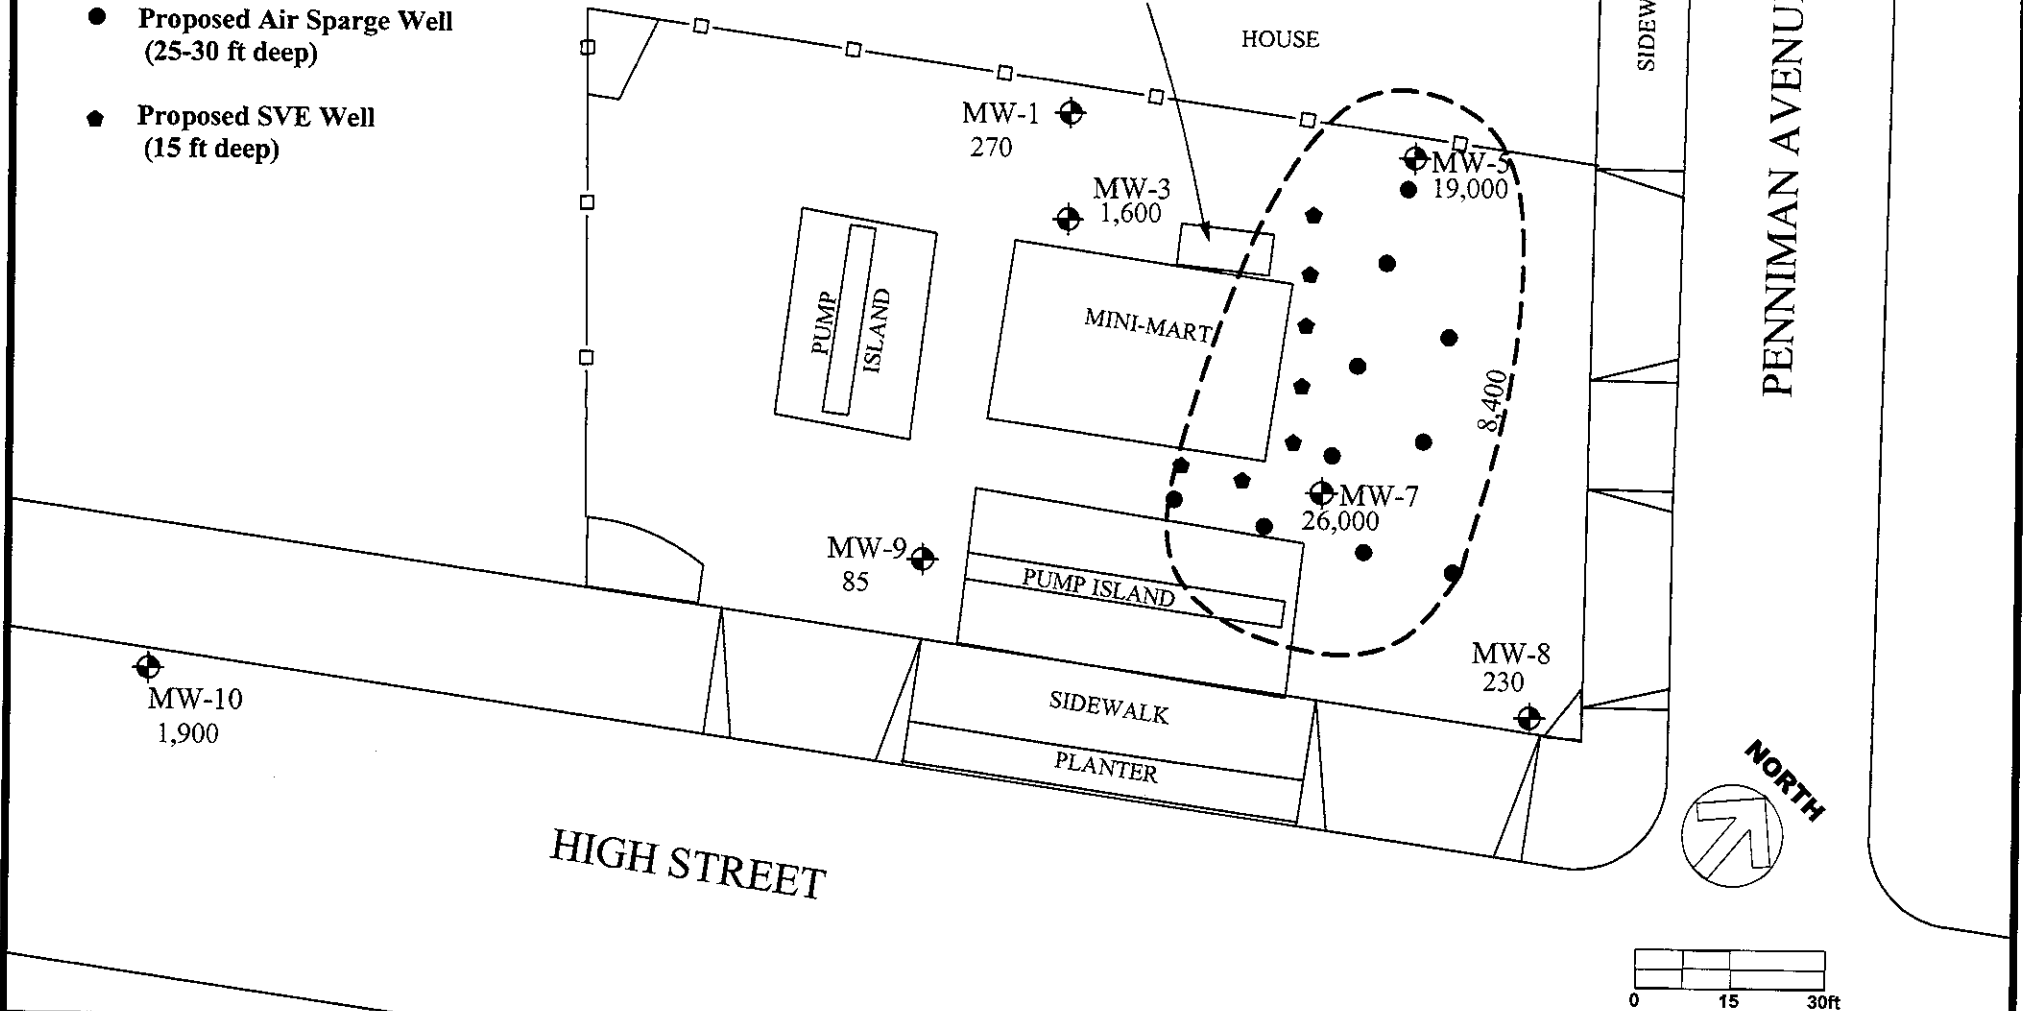 Proposed Air Sparge Well
(25-30 ft deep)
Proposed SVE Well
(15 ft deep)
HOUSE
MW-1
270
MW-3
1,600
MW-5
19,000
PUMP
ISLAND
MINI-MART
8,400
MW-7
26,000
MW-9
85
PUMP ISLAND
MW-8
230
MW-10
1,900
SIDEWALK
PLANTER
HIGH STREET
NORTH
0 15 30ft